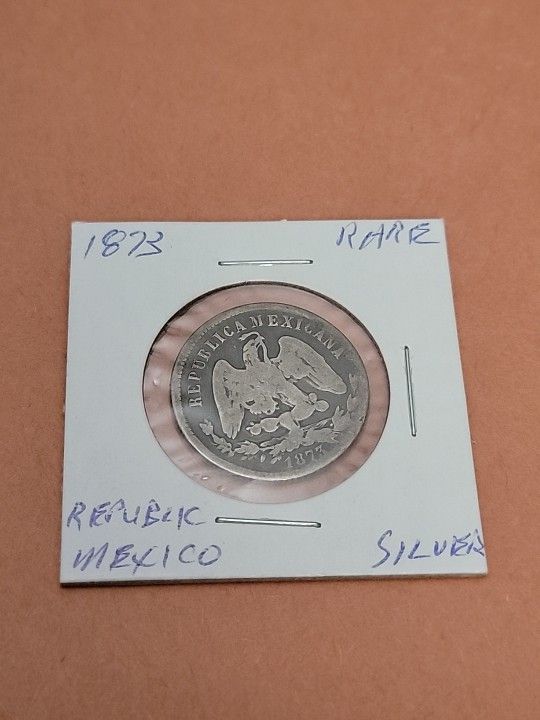 1873
RARE
REPUBLICA MEXICANA
1873
REPUBLIC
MEXICO
SILVER